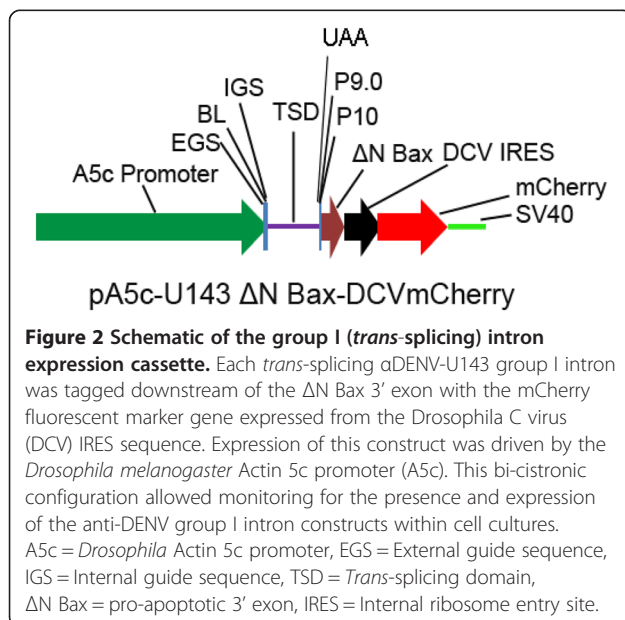 UAA
IGS
P9.0
BL
TSD
P10
EGS
ΔN Bax
DCV IRES
A5c Promoter
mCherry
SV40
pA5c-U143 ΔN Bax-DCVmCherry
Figure 2 Schematic of the group I (trans-splicing) intron
expression cassette. Each trans-splicing αDENV-U143 group I intron
was tagged downstream of the ΔN Bax 3' exon with the mCherry
fluorescent marker gene expressed from the Drosophila C virus
(DCV) IRES sequence. Expression of this construct was driven by the
Drosophila melanogaster Actin 5c promoter (A5c). This bi-cistronic
configuration allowed monitoring for the presence and expression
of the anti-DENV group I intron constructs within cell cultures.
A5c = Drosophila Actin 5c promoter, EGS = External guide sequence,
IGS = Internal guide sequence, TSD = Trans-splicing domain,
ΔN Bax = pro-apoptotic 3' exon, IRES = Internal ribosome entry site.